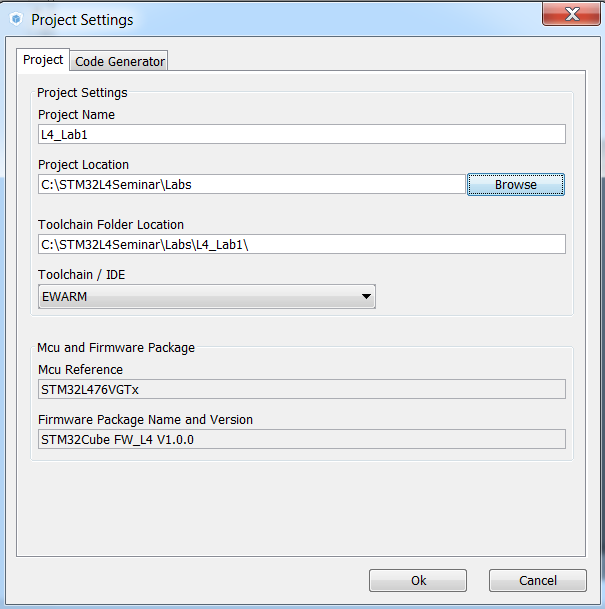 Project Settings
Project
Code Generator
Project Settings
Project Name
L4_Lab1
Project Location
C:\STM32L4Seminar\Labs
Browse
Toolchain Folder Location
C:\STM32L4Seminar\Labs\L4_Lab1\
Toolchain / IDE
EWARM
Mcu and Firmware Package
Mcu Reference
STM32L476VGTx
Firmware Package Name and Version
STM32Cube FW_L4 V1.0.0
Ok
Cancel